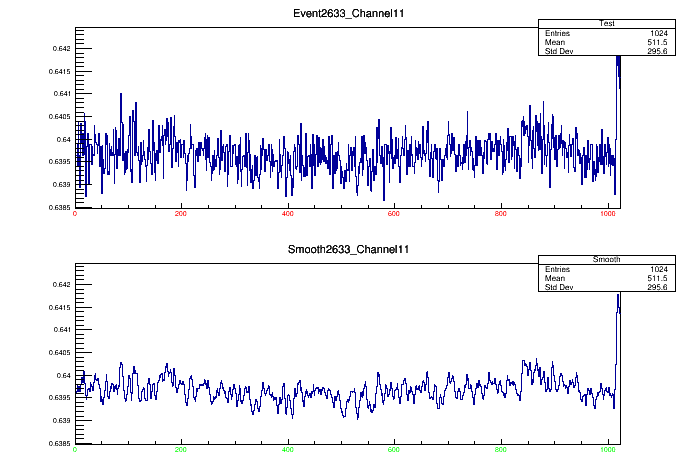 Event2633_Channel11
Test
Entries 1024
Mean 511.5
Std Dev 295.6
0.642
0.6415
0.641
0.6405
0.64
0.6395
0.639
0.6385
0 200 400 600 800 1000
Smooth2633_Channel11
Smooth
Entries 1024
Mean 511.5
Std Dev 295.6
0.642
0.6415
0.641
0.6405
0.64
0.6395
0.639
0.6385
0 200 400 600 800 1000